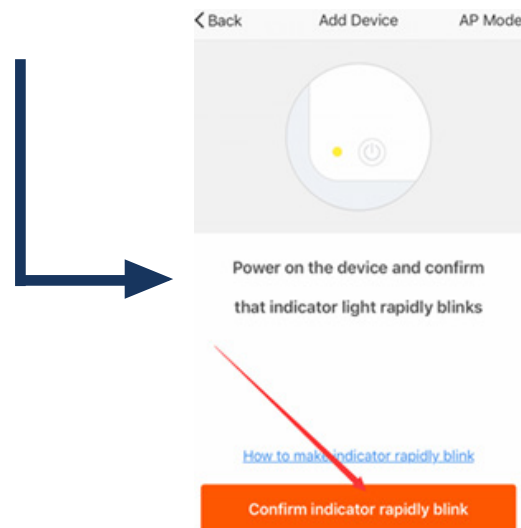 Back Add Device AP Mode
Power on the device and confirm
that indicator light rapidly blinks
How to make indicator rapidly blink
Confirm indicator rapidly blink